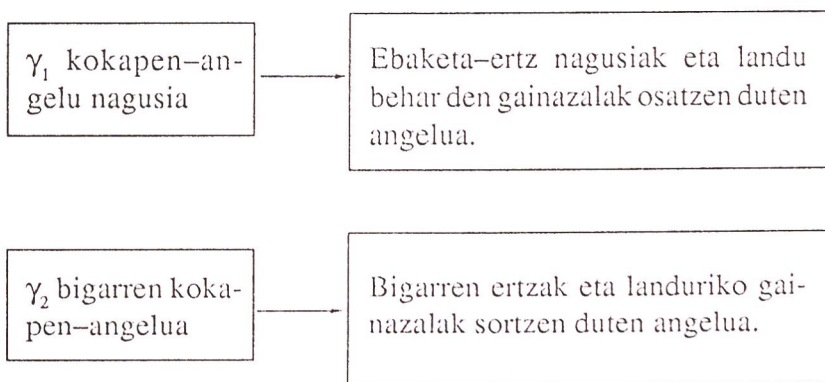 γ₁ kokapen–an-
gelu nagusia
Ebaketa–ertz nagusiak eta landu
behar den gainazalak osatzen duten
angelua.
γ₂ bigarren koka-
pen–angelua
Bigarren ertzak eta landuriko gai-
nazalak sortzen duten angelua.